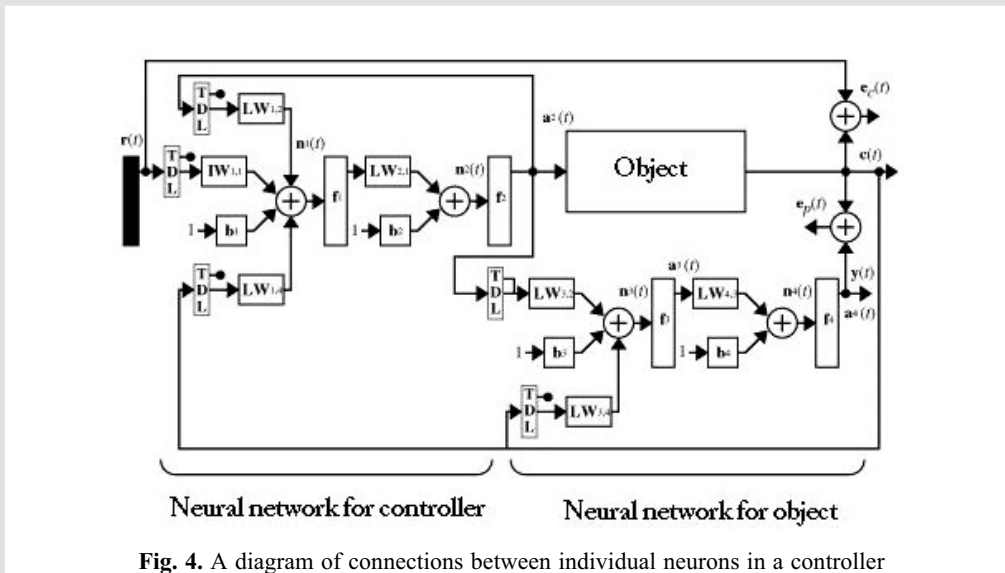 r(t)
T
D
L
LW1,2
T
D
L
IW1,1
1
b1
T
D
L
LW1,4
n1(t)
f1
LW2,1
1
b2
n2(t)
f2
a2(t)
Object
ec(t)
c(t)
ep(t)
y(t)
a4(t)
T
D
L
LW3,2
1
b3
T
D
L
LW3,4
n3(t)
f3
a3(t)
LW4,3
1
b4
n4(t)
f4
Neural network for controller
Neural network for object
Fig. 4. A diagram of connections between individual neurons in a controller